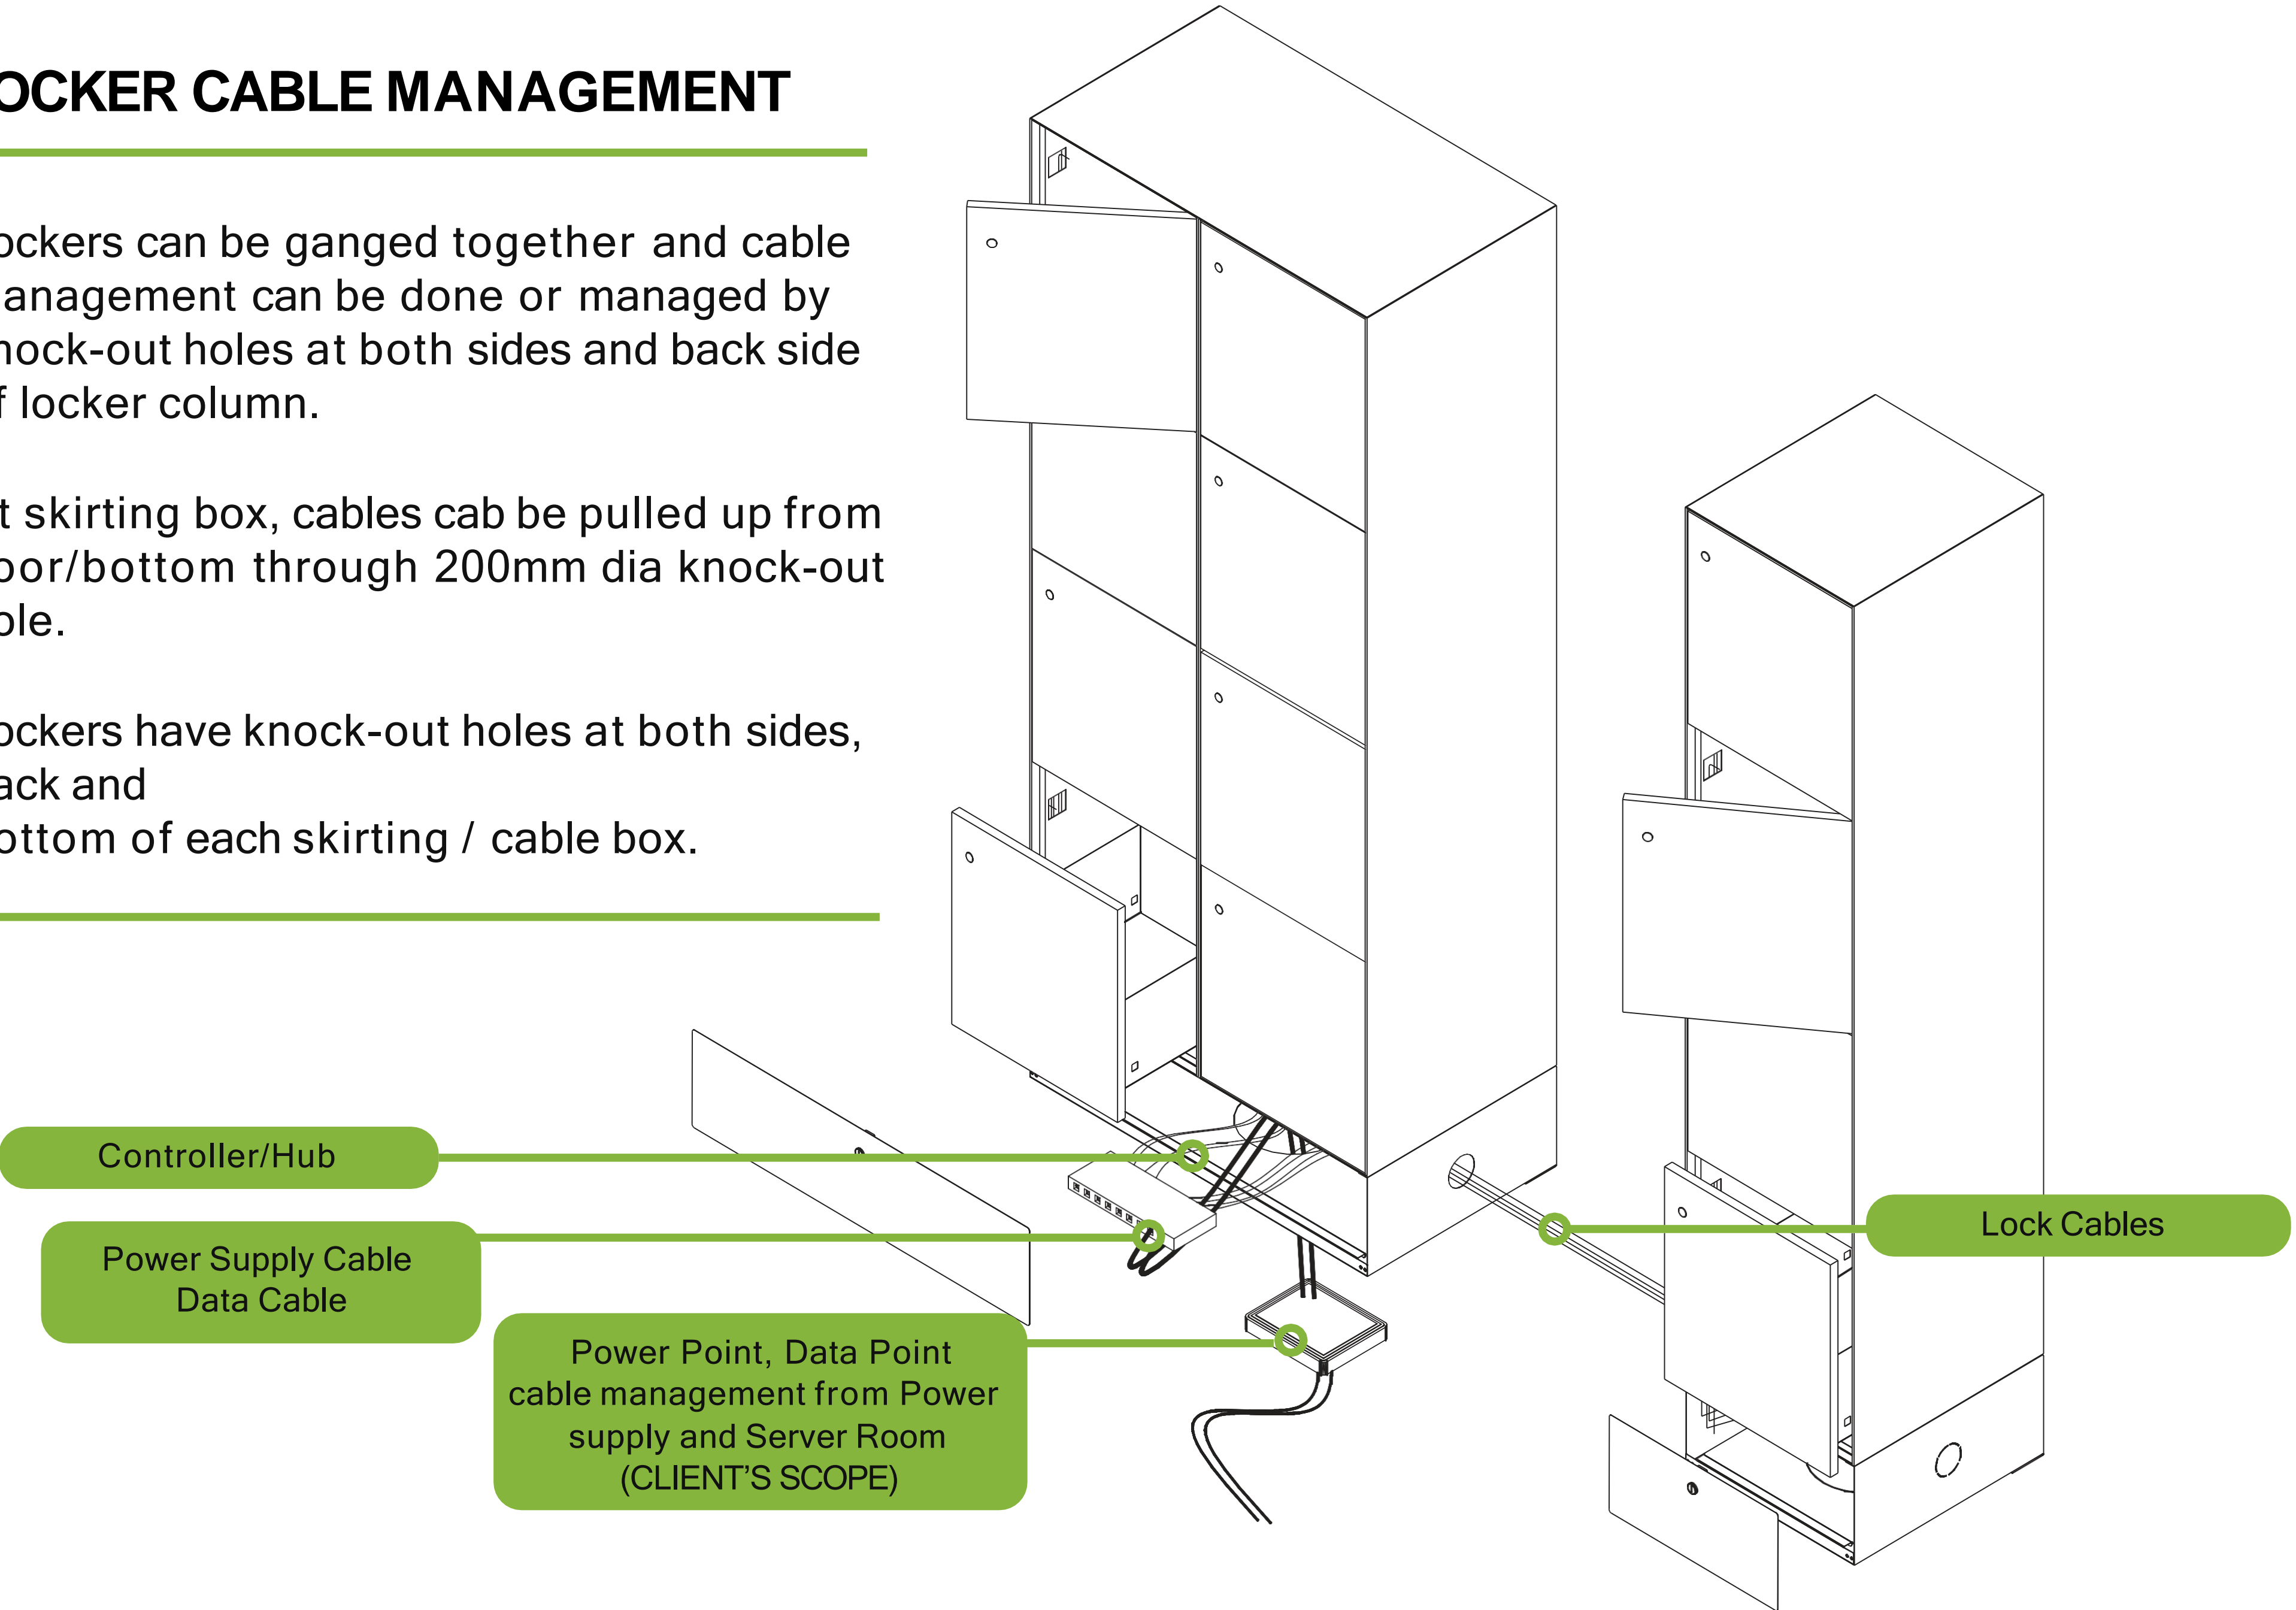 OCKER CABLE MANAGEMENT
ockers can be ganged together and cable
anagement can be done or managed by
nock-out holes at both sides and back side
f locker column.
t skirting box, cables cab be pulled up from
oor/bottom through 200mm dia knock-out
ole.
ockers have knock-out holes at both sides,
ack and
ottom of each skirting / cable box.
Controller/Hub
Power Supply Cable
Data Cable
Power Point, Data Point
cable management from Power
supply and Server Room
(CLIENT'S SCOPE)
Lock Cables